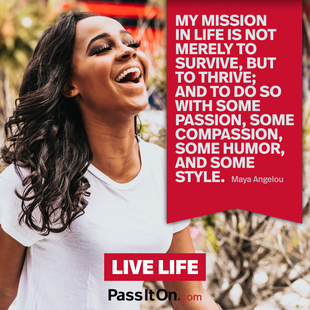 MY MISSION
IN LIFE IS NOT
MERELY TO
SURVIVE, BUT
TO THRIVE;
AND TO DO SO
WITH SOME
PASSION, SOME
COMPASSION,
SOME HUMOR,
AND SOME
STYLE. Maya Angelou
LIVE LIFE
PassItOn.com